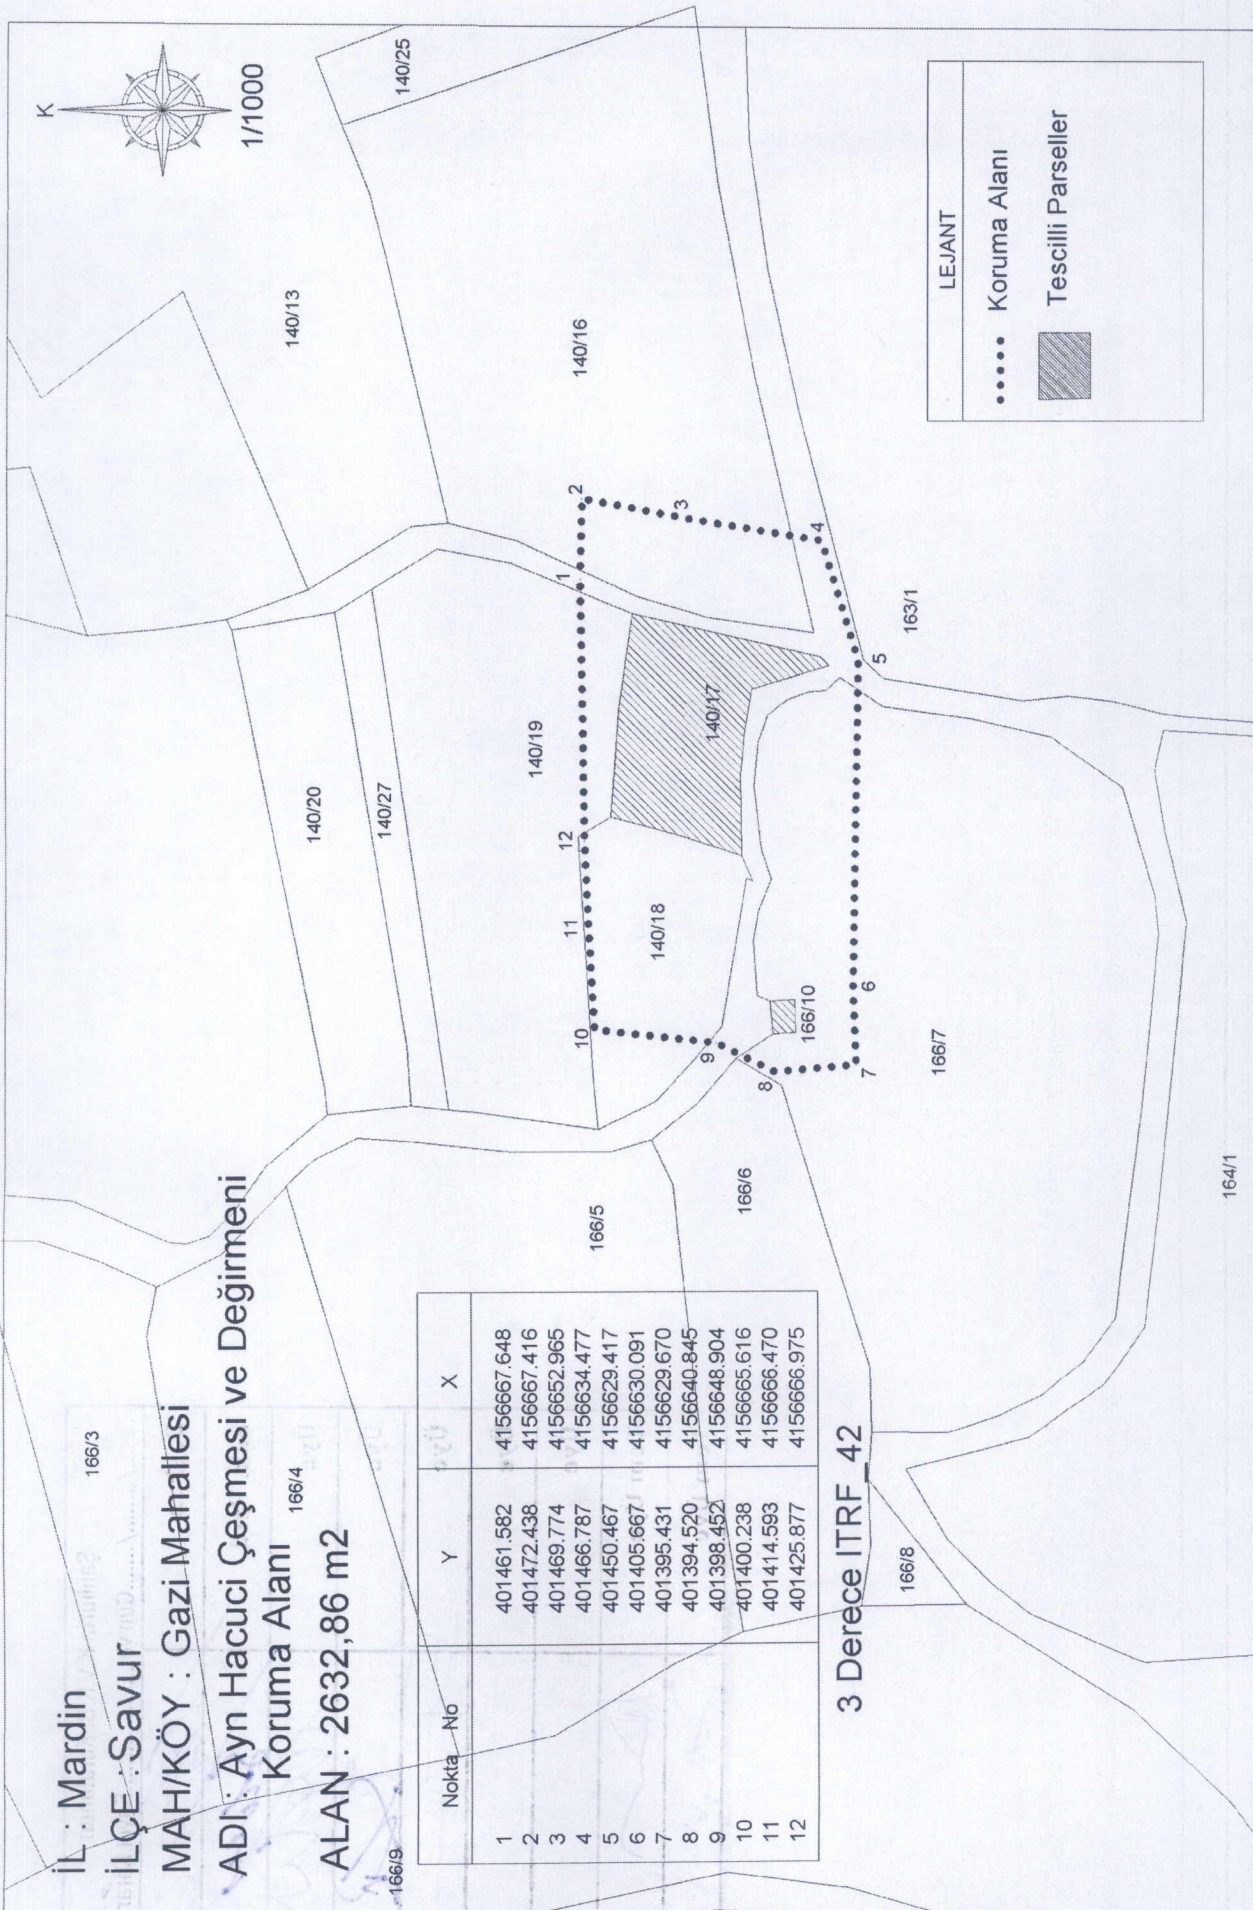 İL : Mardin
İLÇE : Savur
MAH/KÖY : Gazi Mahallesi
ADI : Ayn Hacuci Çeşmesi ve Değirmeni
Koruma Alanı
ALAN : 2632,86 m2
K
1/1000
166/3
166/4
166/9
140/25
140/13
140/16
140/20
140/27
140/19
140/17
140/18
166/5
166/6
166/10
166/7
163/1
166/8
164/1
1
2
3
4
5
6
7
8
9
10
11
12
Nokta No Y X
1 401461.582 4156667.648
2 401472.438 4156667.416
3 401469.774 4156652.965
4 401466.787 4156634.477
5 401450.467 4156629.417
6 401405.667 4156630.091
7 401395.431 4156629.670
8 401394.520 4156640.845
9 401398.452 4156648.904
10 401400.238 4156665.616
11 401414.593 4156666.470
12 401425.877 4156666.975
3 Derece ITRF_42
LEJANT
Koruma Alanı
Tescilli Parseller